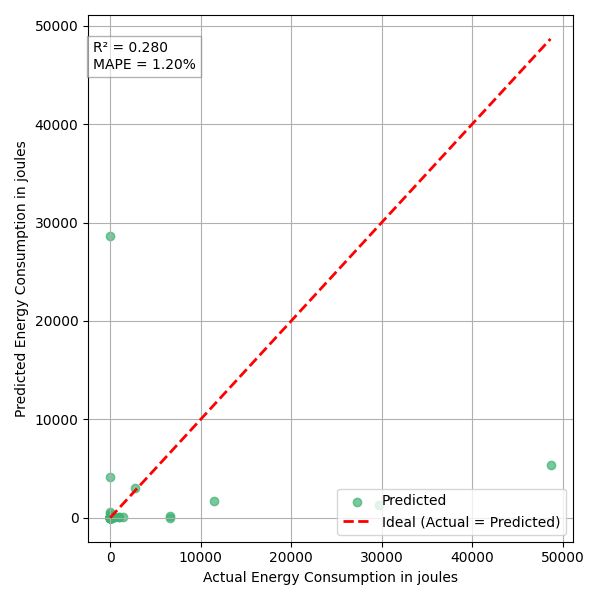 R² = 0.280
MAPE = 1.20%
50000
40000
30000
20000
10000
0
Predicted Energy Consumption in joules
Predicted
Ideal (Actual = Predicted)
0
10000
20000
30000
40000
50000
Actual Energy Consumption in joules